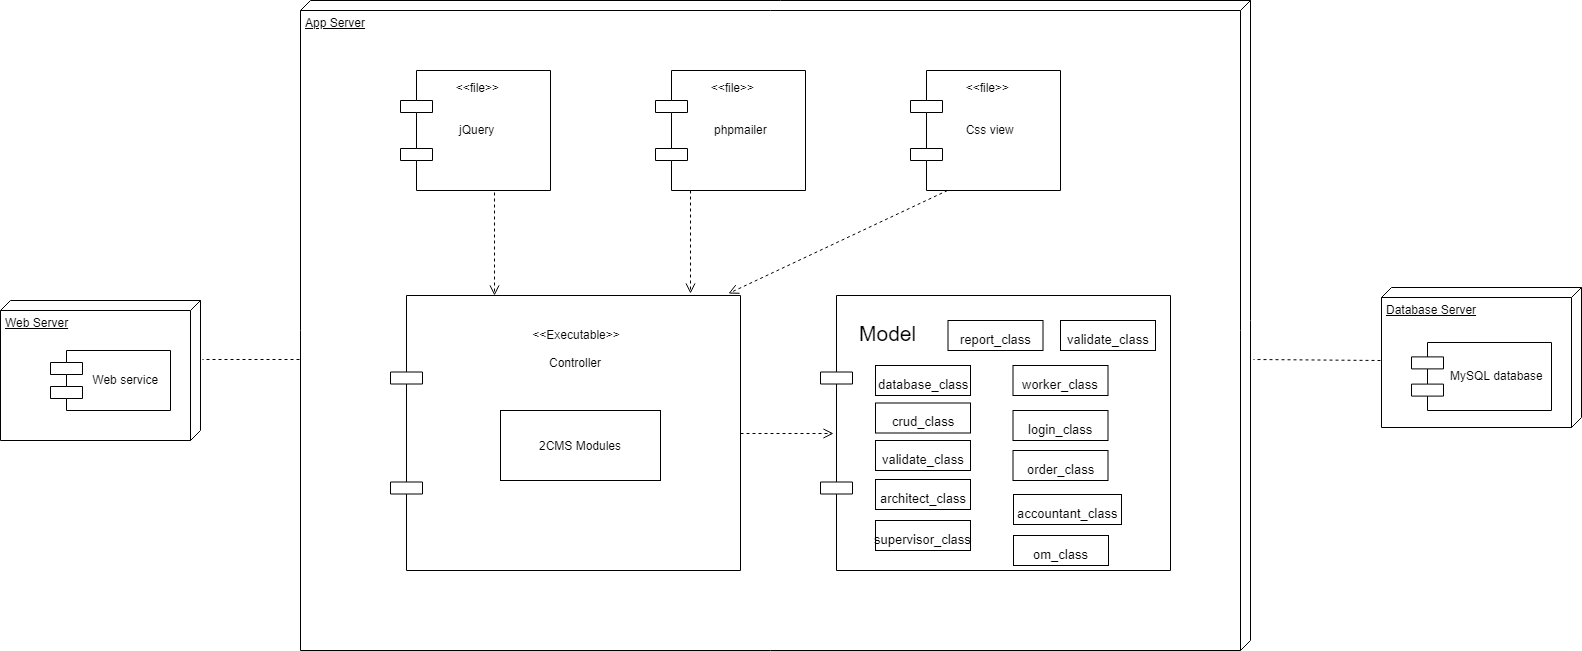 App Server
<<file>>
jQuery
<<file>>
phpmailer
<<file>>
Css view
Web Server
Web service
<<Executable>>
Controller
2CMS Modules
Model
report_class
validate_class
database_class
worker_class
crud_class
login_class
validate_class
order_class
architect_class
accountant_class
supervisor_class
om_class
Database Server
MySQL database